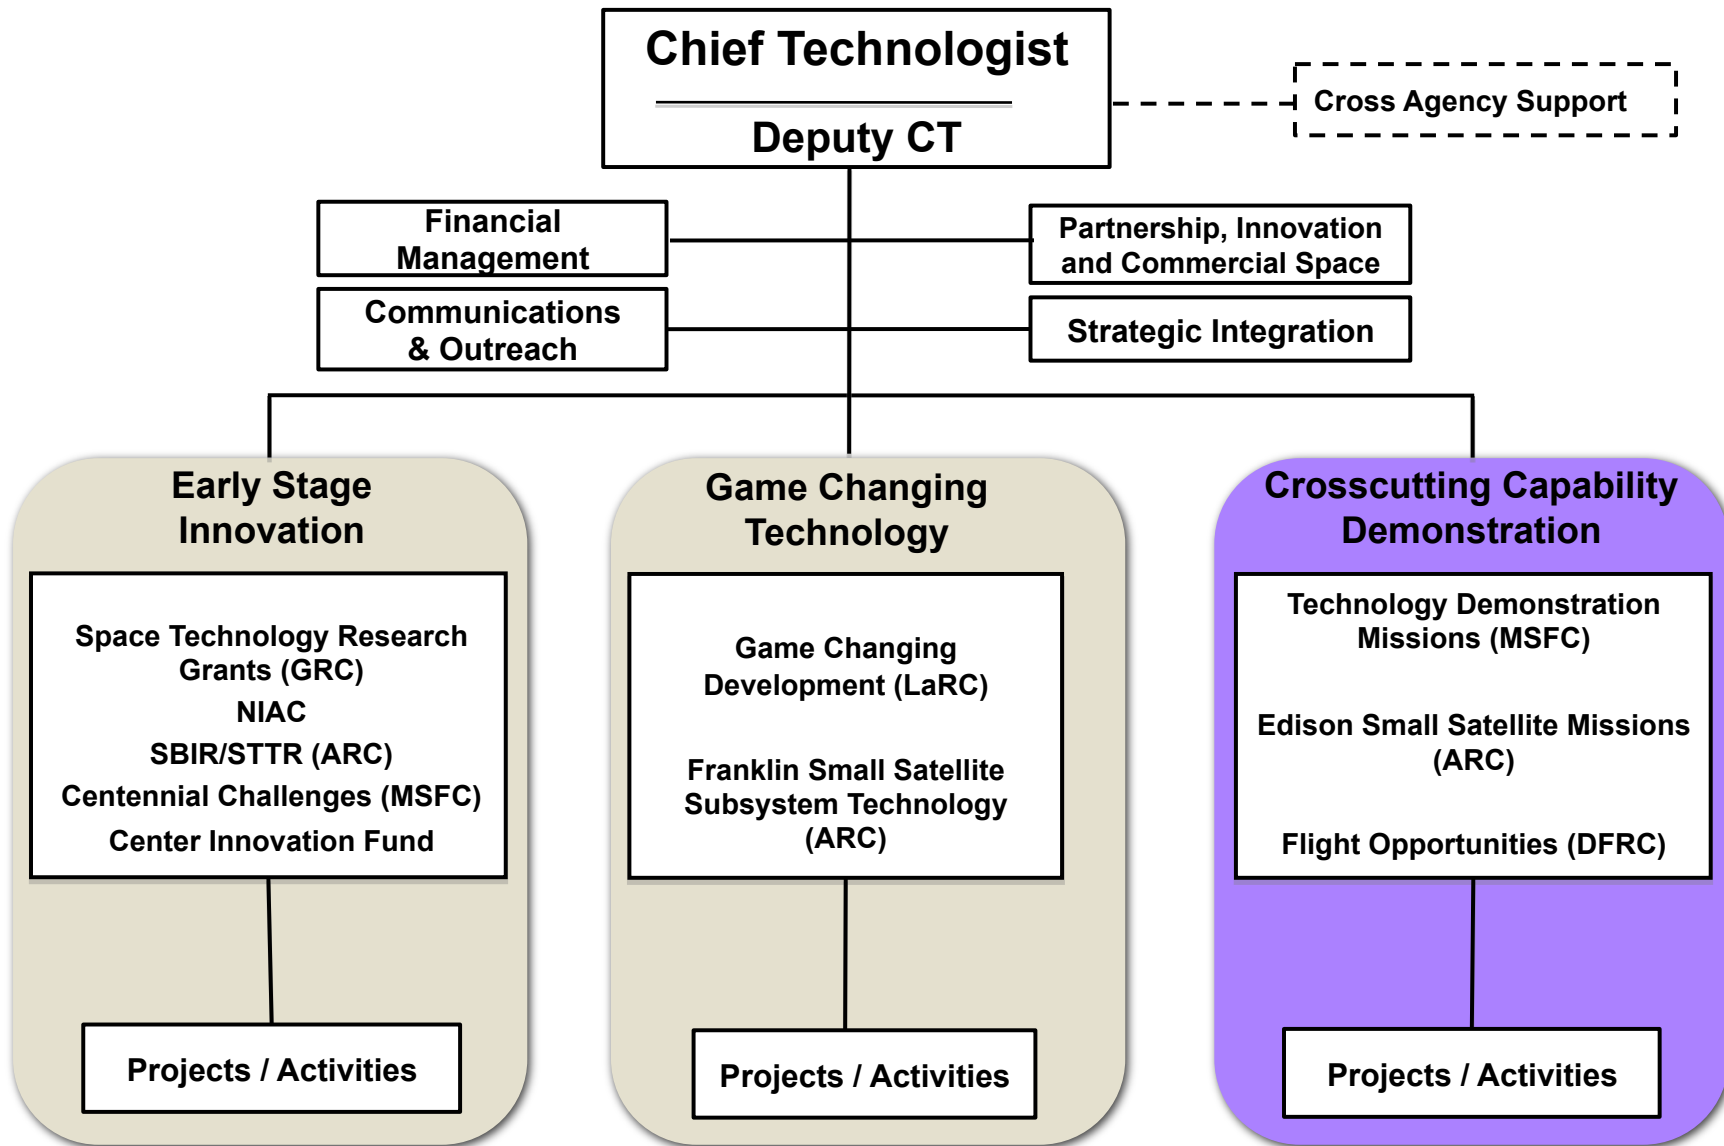 Chief Technologist
Deputy CT
Cross Agency Support
Financial
Management
Partnership, Innovation
and Commercial Space
Communications
& Outreach
Strategic Integration
Early Stage
Innovation
Space Technology Research
Grants (GRC)
NIAC
SBIR/STTR (ARC)
Centennial Challenges (MSFC)
Center Innovation Fund
Projects / Activities
Game Changing
Technology
Game Changing
Development (LaRC)
Franklin Small Satellite
Subsystem Technology
(ARC)
Projects / Activities
Crosscutting Capability
Demonstration
Technology Demonstration
Missions (MSFC)
Edison Small Satellite Missions
(ARC)
Flight Opportunities (DFRC)
Projects / Activities